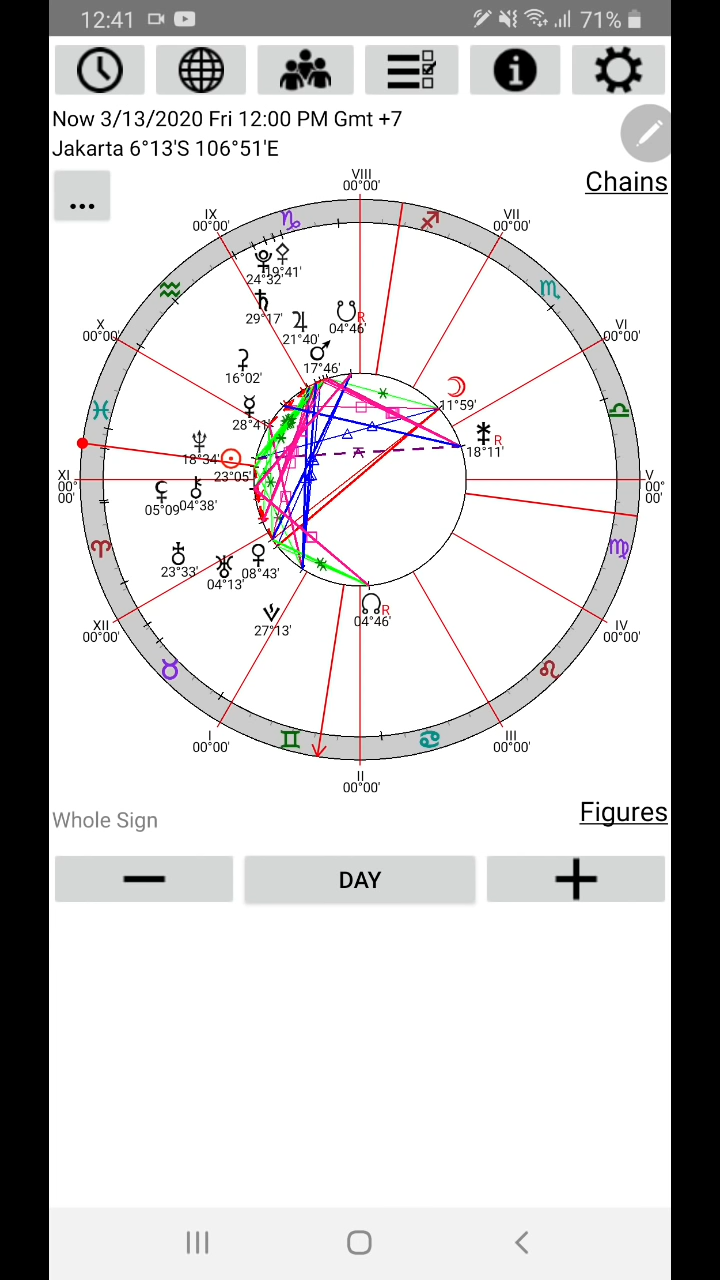 12:41
71%
Now 3/13/2020 Fri 12:00 PM Gmt +7
Jakarta 6°13'S 106°51'E
Chains
...
VIII
00°00'
IX
00°00'
VII
00°00'
19°41'
24°32'
29°17'
04°46'
R
21°40'
X
00°00'
VI
00°00'
17°46'
16°02'
11°59'
28°41'
R
18°11'
18°34'
23°05'
XI
00°
00'
V
00°
00'
05°09'
04°38'
23°33'
04°13'
08°43'
R
04°46'
XII
00°00'
IV
00°00'
27°13'
I
00°00'
III
00°00'
II
00°00'
Whole Sign
Figures
DAY